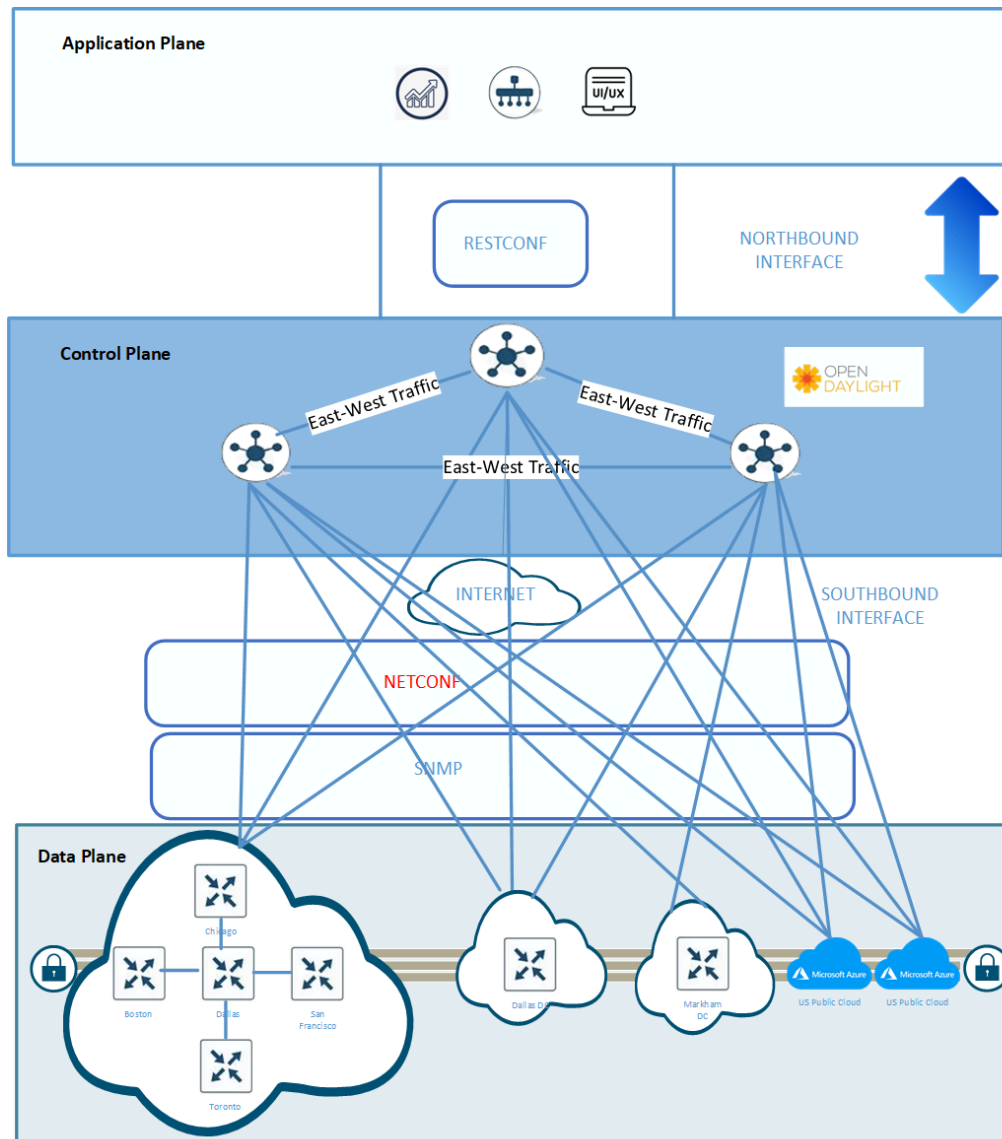 Application Plane
UI/UX
RESTCONF
NORTHBOUND
INTERFACE
Control Plane
OPEN
DAYLIGHT
East-West Traffic
East-West Traffic
East-West Traffic
INTERNET
SOUTHBOUND
INTERFACE
NETCONF
SNMP
Data Plane
Chicago
Boston
Dallas
San
Francisco
Toronto
Dallas DC
Markham
DC
Microsoft Azure
US Public Cloud
Microsoft Azure
US Public Cloud